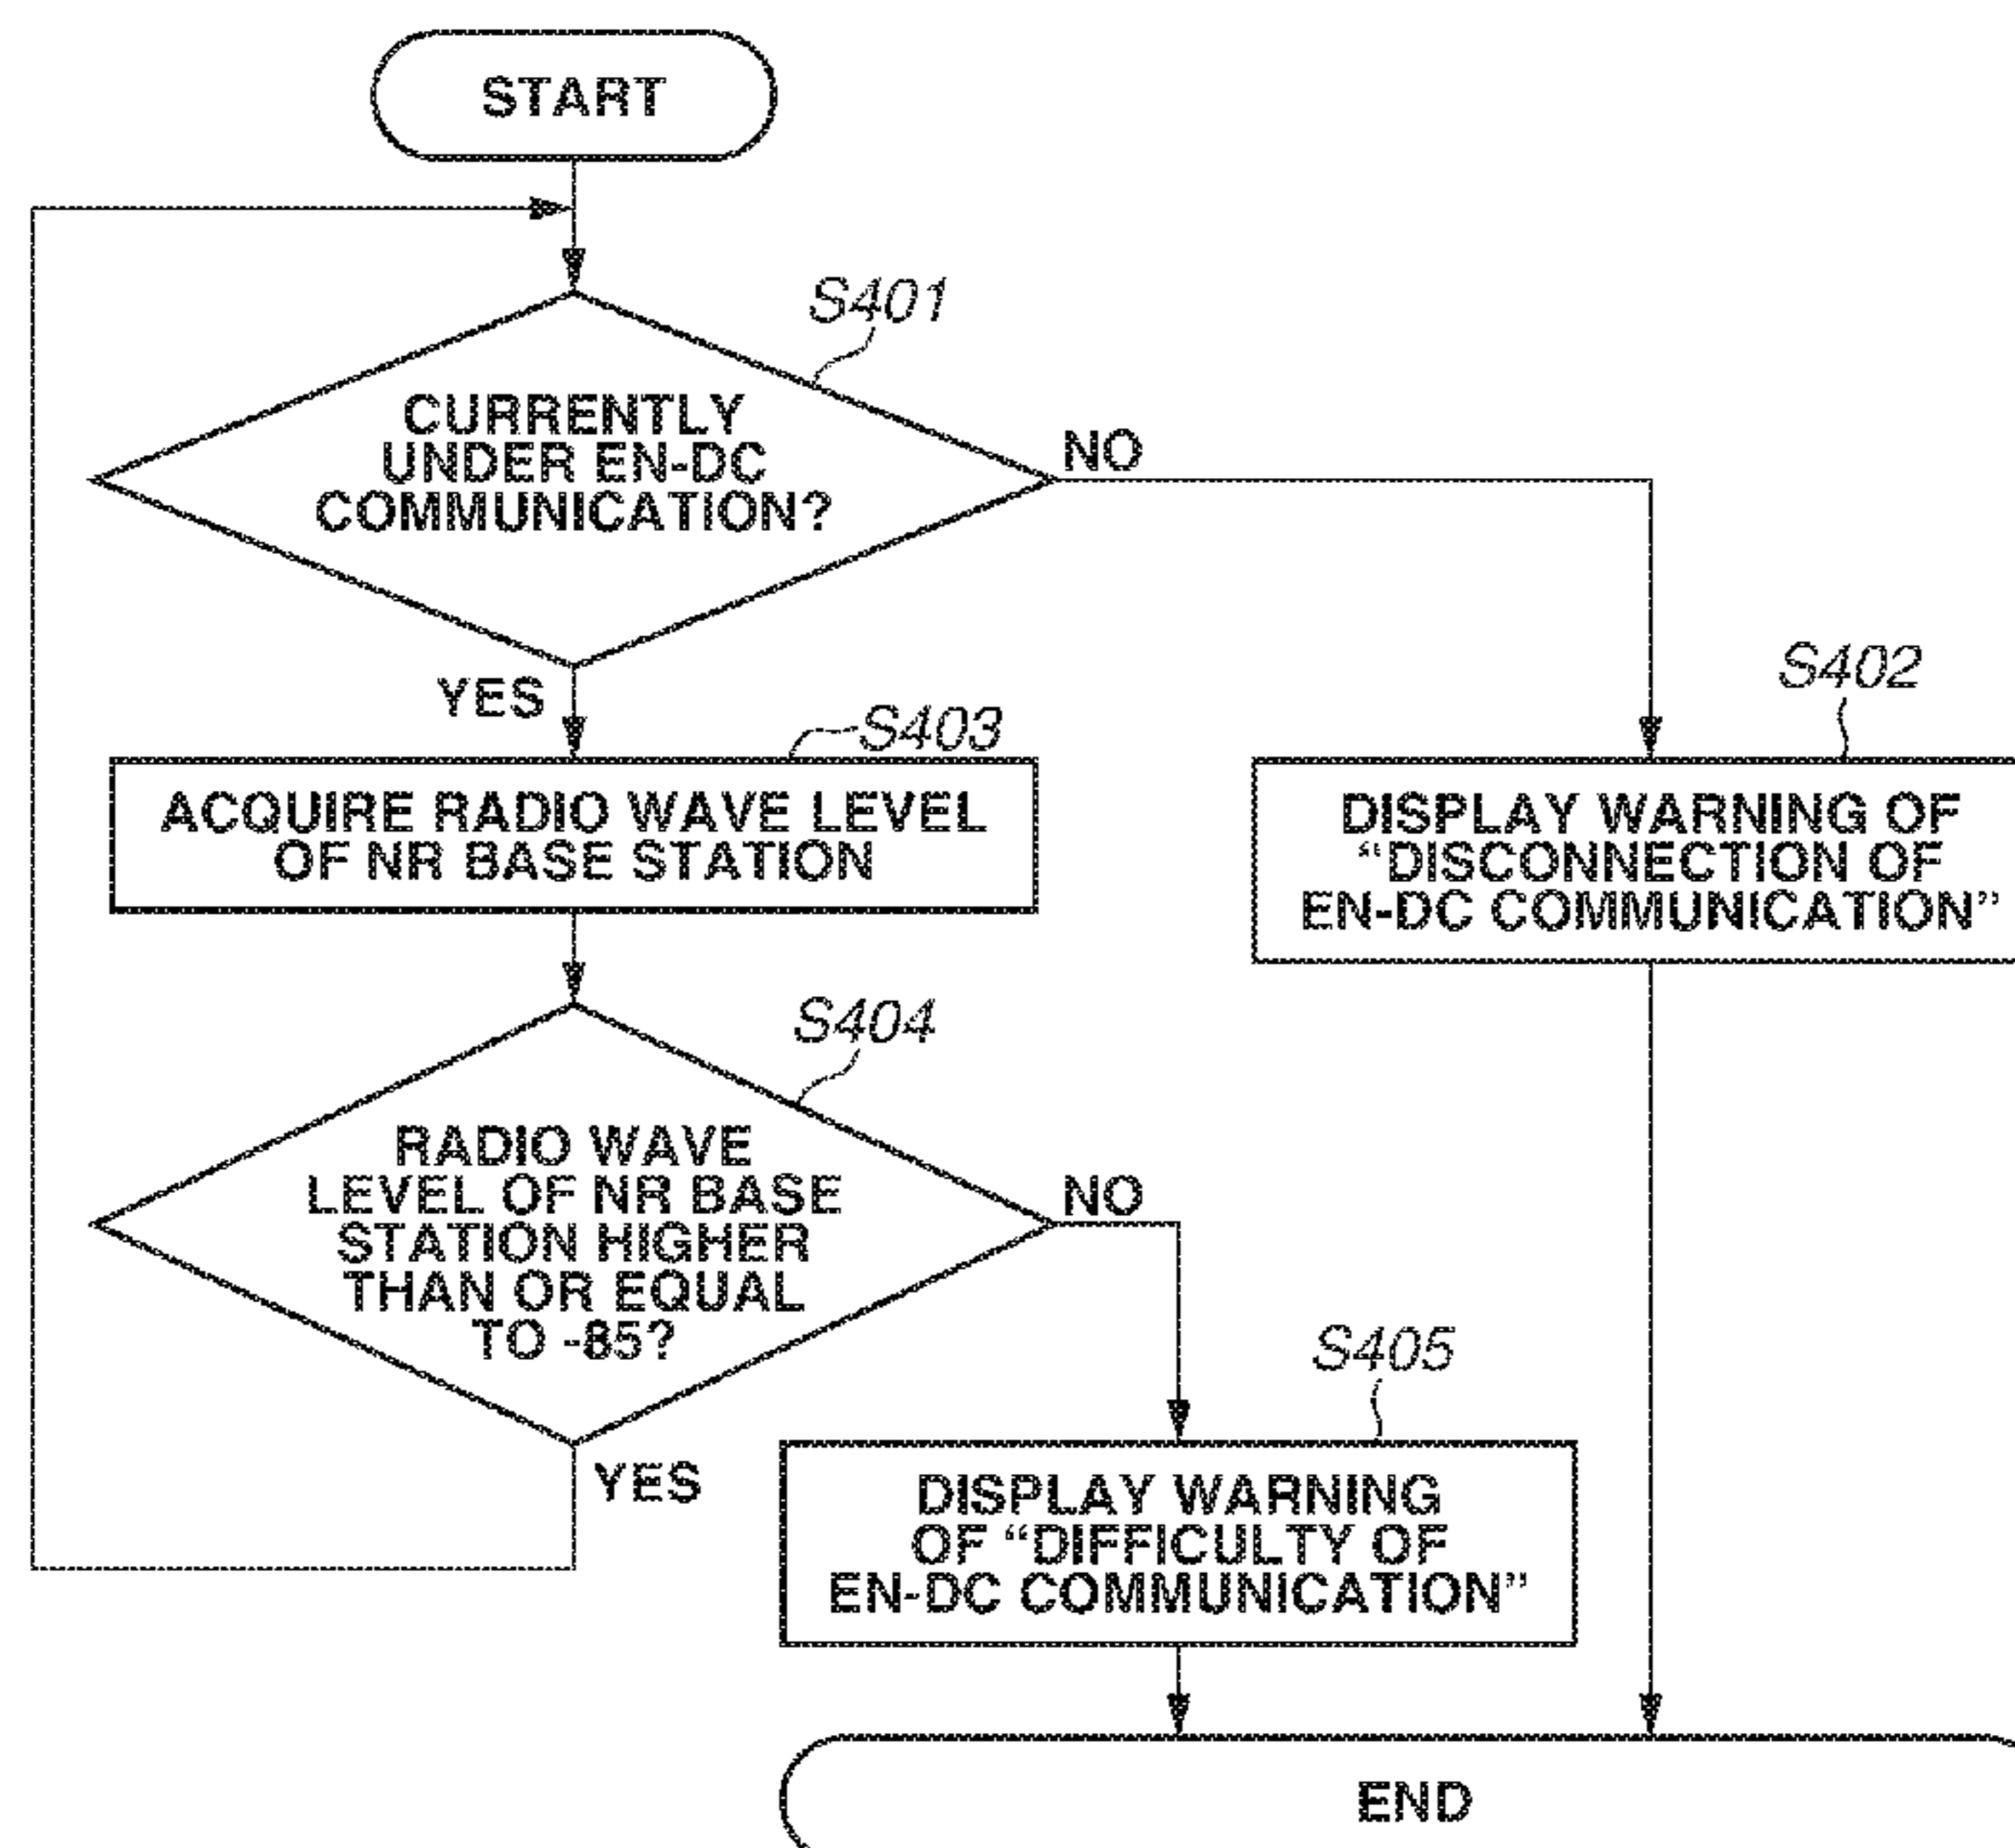 START
S401
CURRENTLY
UNDER EN-DC
COMMUNICATION?
NO
YES
S402
S403
ACQUIRE RADIO WAVE LEVEL
OF NR BASE STATION
DISPLAY WARNING OF
“DISCONNECTION OF
EN-DC COMMUNICATION”
S404
RADIO WAVE
LEVEL OF NR BASE
STATION HIGHER
THAN OR EQUAL
TO -85?
NO
YES
S405
DISPLAY WARNING
OF “DIFFICULTY OF
EN-DC COMMUNICATION”
END